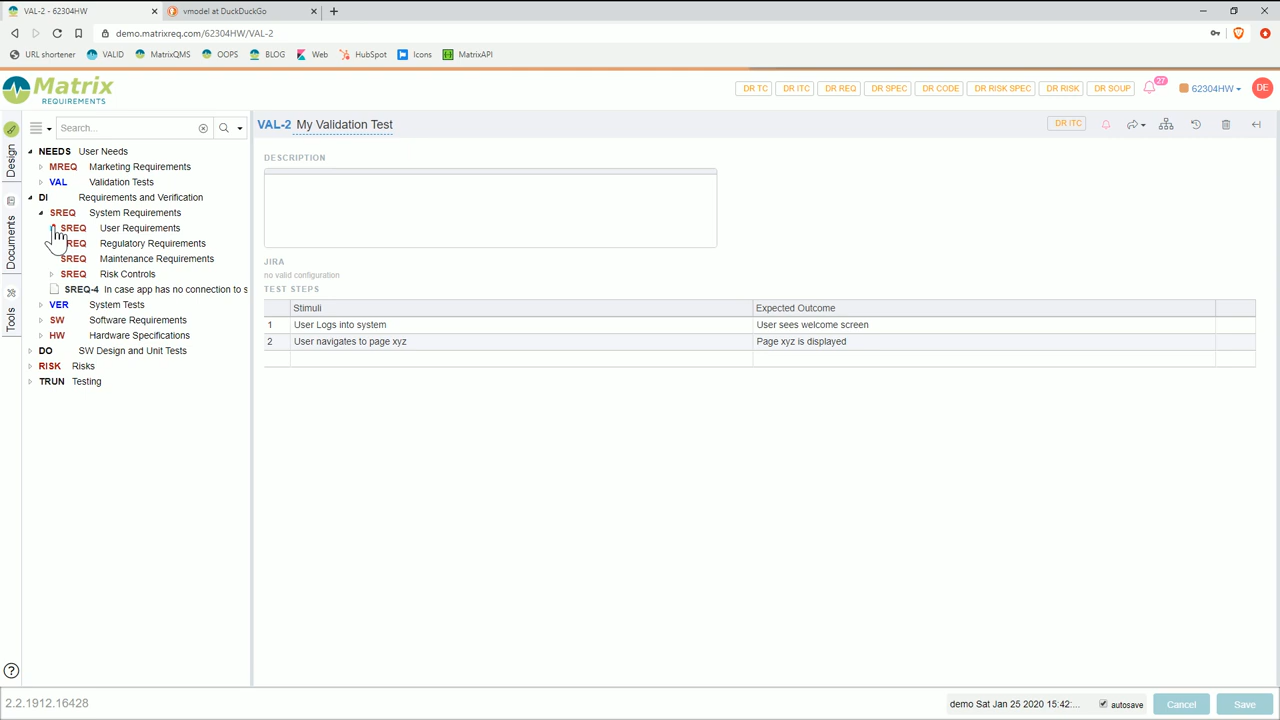 VAL-2 - 62304HW
vmodel at DuckDuckGo
demo.matrixreq.com/62304HW/VAL-2
URL shortener VALID MatrixQMS OOPS BLOG Web HubSpot Icons MatrixAPI
Matrix
REQUIREMENTS
DR TC DR ITC DR REQ DR SPEC DR CODE DR RISK SPEC DR RISK DR SOUP 27 62304HW DE
Search...
VAL-2 My Validation Test DR ITC
Design
Documents
Tools
NEEDS User Needs
MREQ Marketing Requirements
VAL Validation Tests
DI Requirements and Verification
SREQ System Requirements
SREQ User Requirements
REQ Regulatory Requirements
SREQ Maintenance Requirements
SREQ Risk Controls
SREQ-4 In case app has no connection to s
VER System Tests
SW Software Requirements
HW Hardware Specifications
DO SW Design and Unit Tests
RISK Risks
TRUN Testing
DESCRIPTION
JIRA
no valid configuration
TEST STEPS
Stimuli Expected Outcome
1 User Logs into system User sees welcome screen
2 User navigates to page xyz Page xyz is displayed
2.2.1912.16428
demo Sat Jan 25 2020 15:42:... autosave Cancel Save